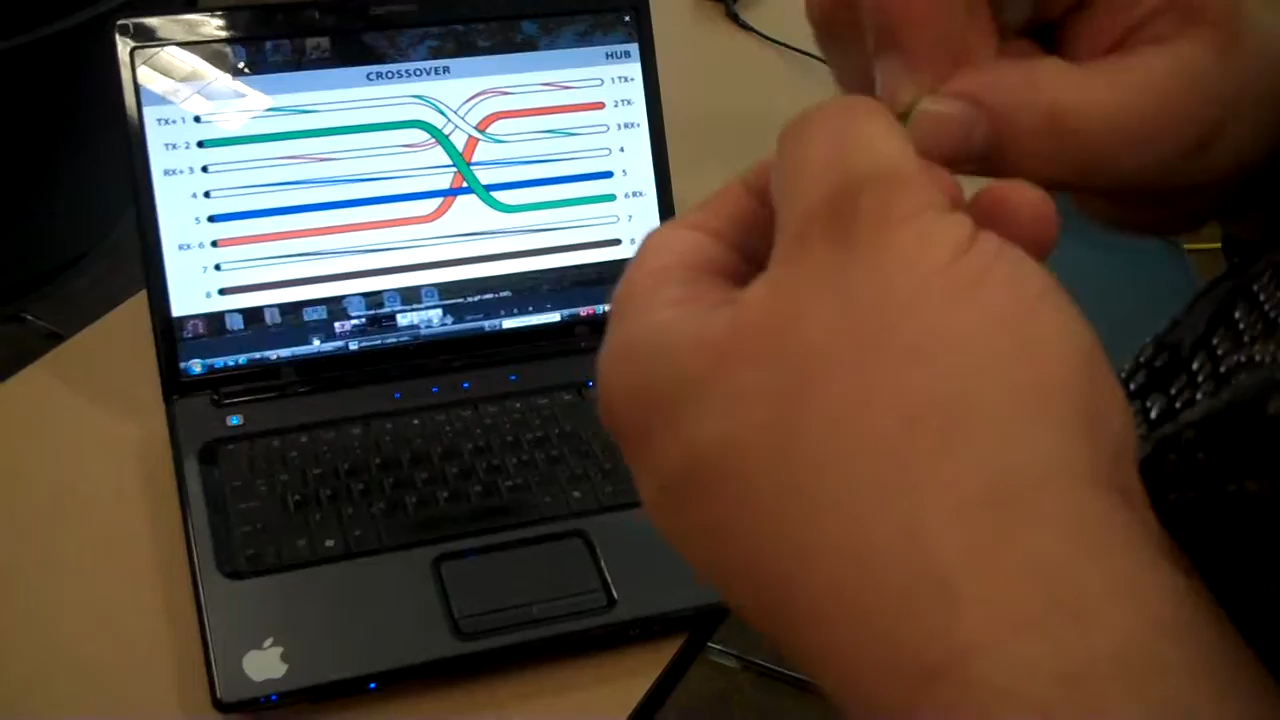 HUB
CROSSOVER
TX+ 1
1 TX+
TX- 2
2 TX-
RX+ 3
3 RX+
4
4
5
5
RX- 6
6 RX-
7
7
8
8